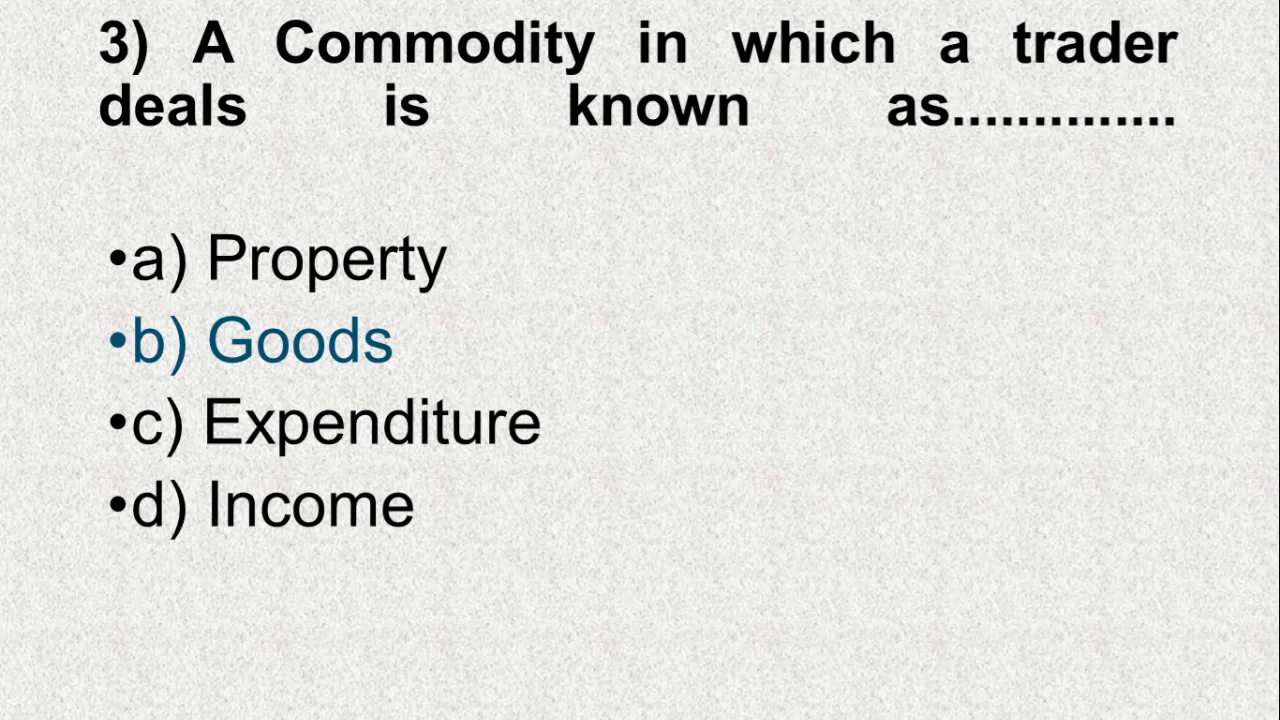 3) A Commodity in which a trader
deals is known as..............
•a) Property
•b) Goods
•c) Expenditure
•d) Income